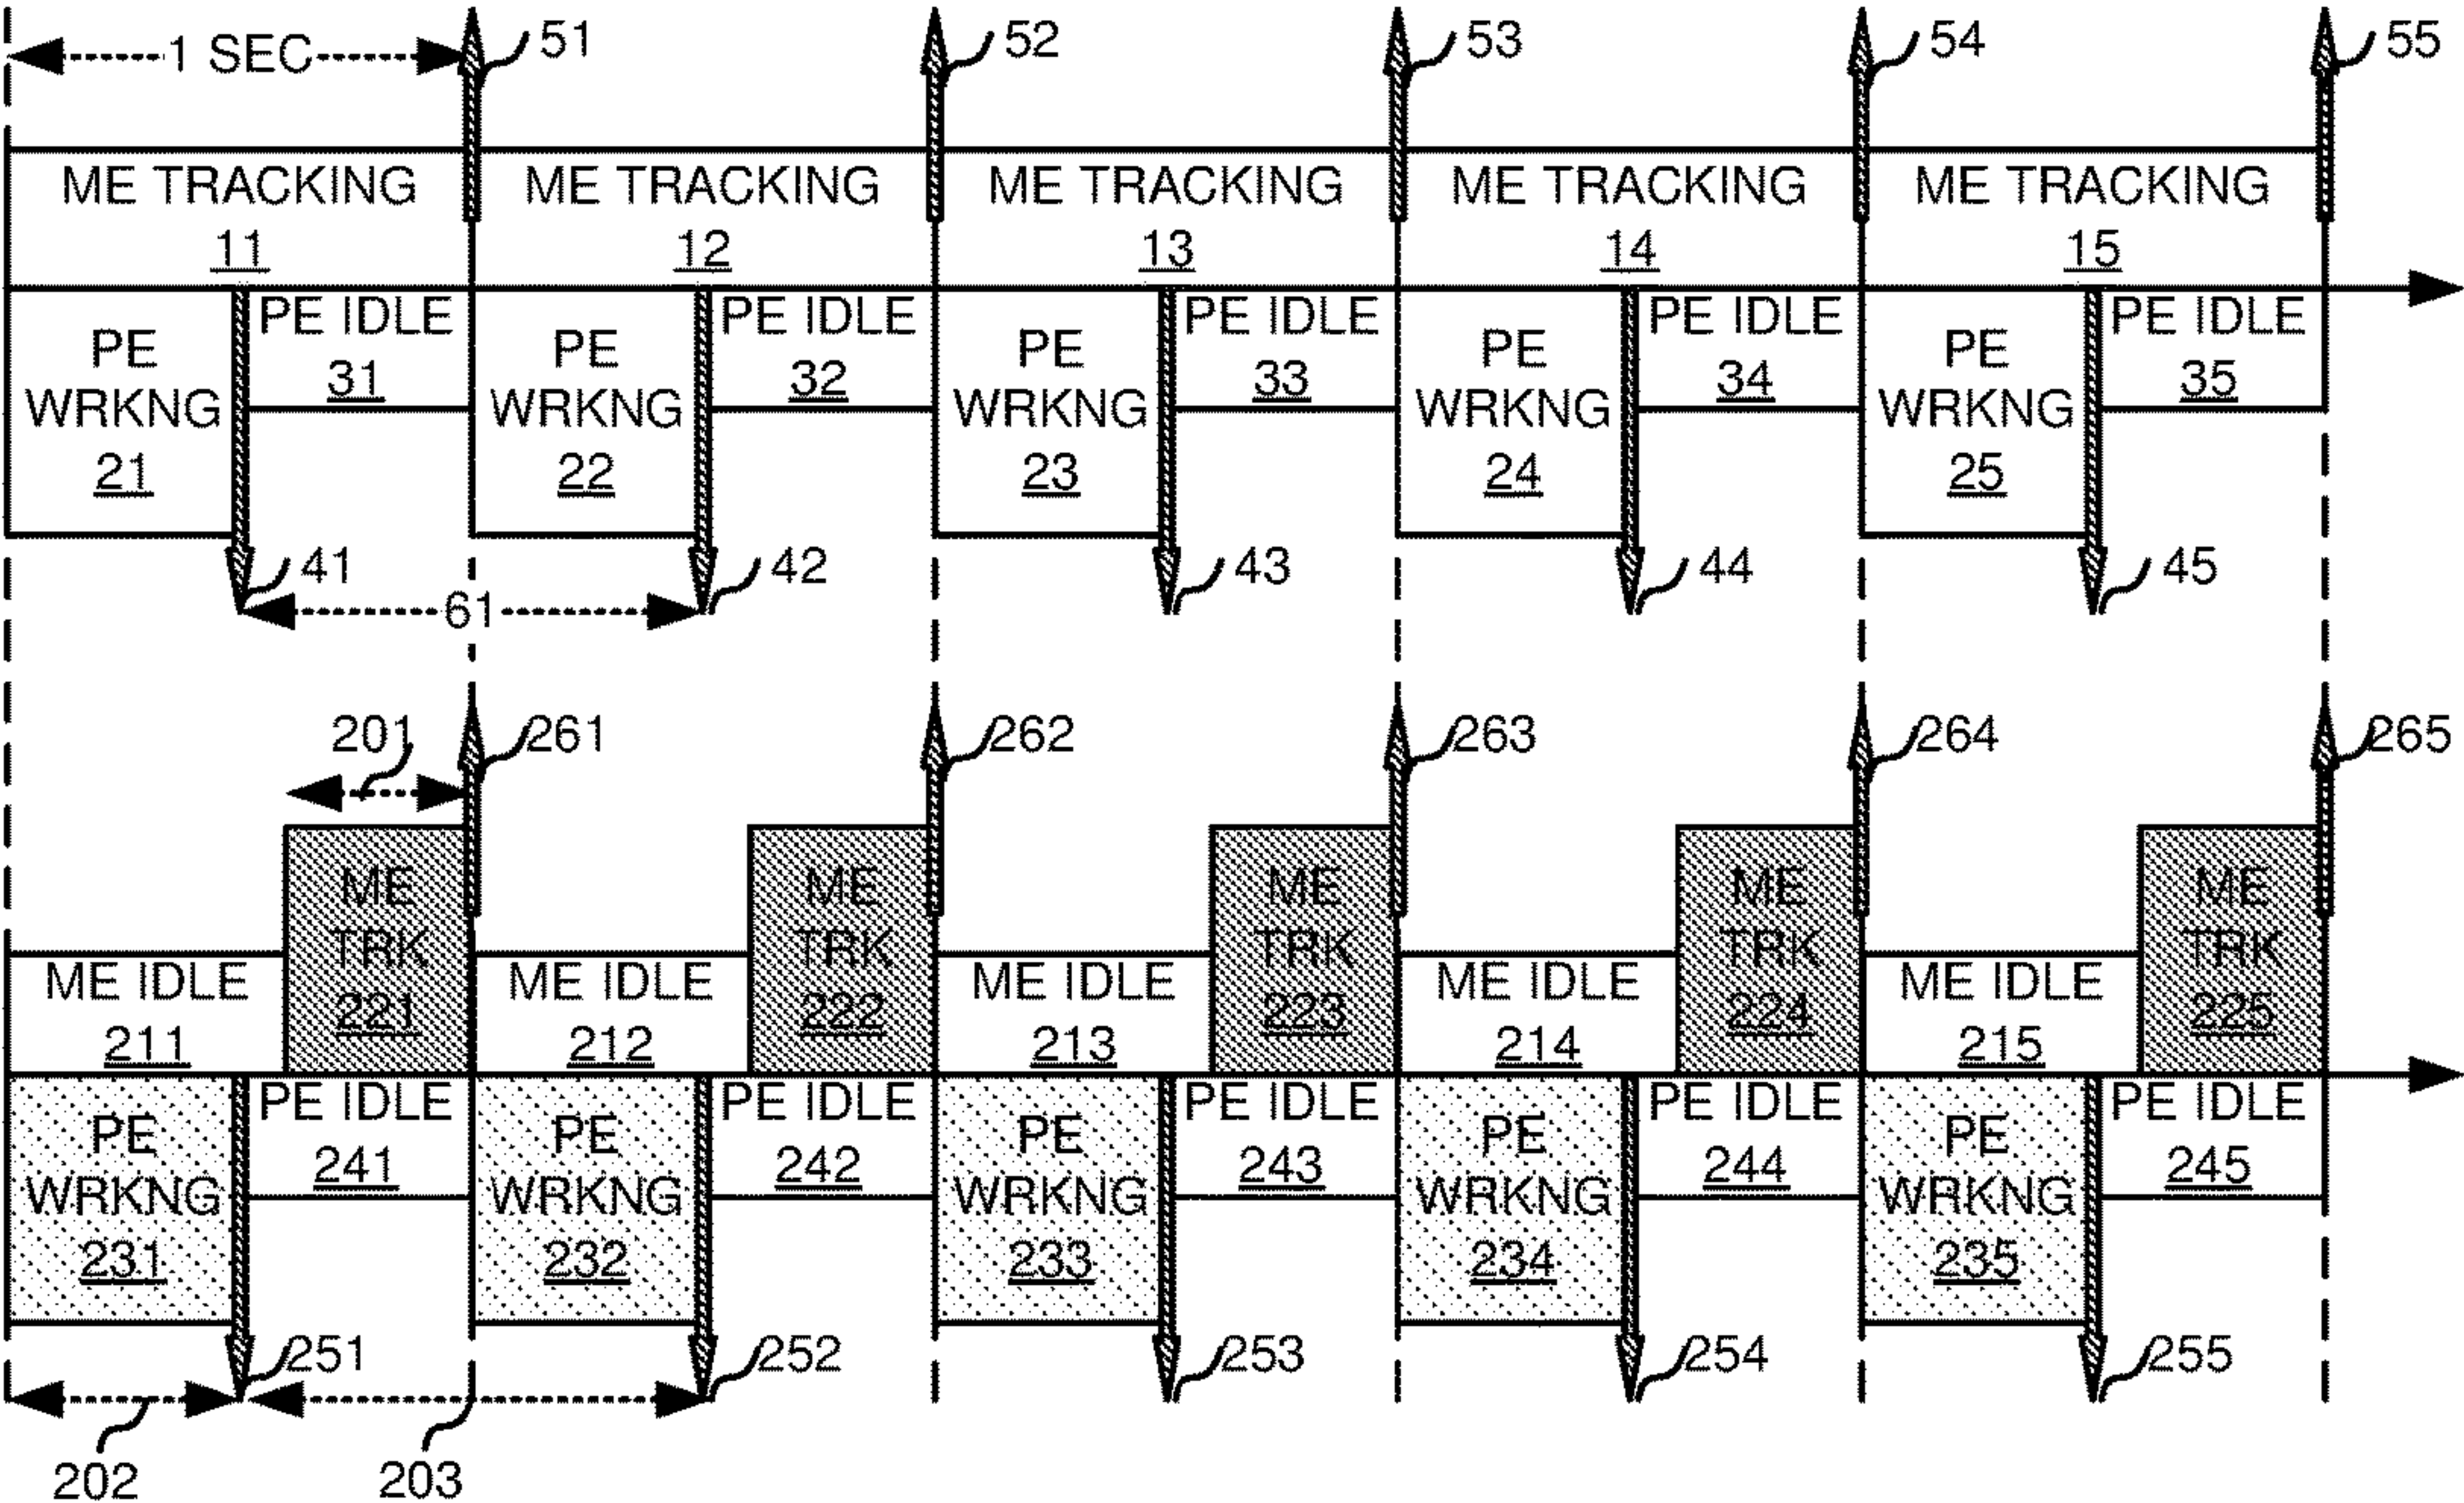 1 SEC 51 52 53 54 55
ME TRACKING ME TRACKING ME TRACKING ME TRACKING ME TRACKING
11 12 13 14 15
PE IDLE PE IDLE PE IDLE PE IDLE PE IDLE
PE PE PE PE PE
31 32 33 34 35
WRKNG WRKNG WRKNG WRKNG WRKNG
21 22 23 24 25
41 42 43 44 45
61
201 261 262 263 264 265
ME ME ME ME ME
TRK TRK TRK TRK TRK
ME IDLE ME IDLE ME IDLE ME IDLE ME IDLE
221 222 223 224 225
211 212 213 214 215
PE IDLE PE IDLE PE IDLE PE IDLE PE IDLE
PE PE PE PE PE
241 242 243 244 245
WRKNG WRKNG WRKNG WRKNG WRKNG
231 232 233 234 235
251 252 253 254 255
202 203